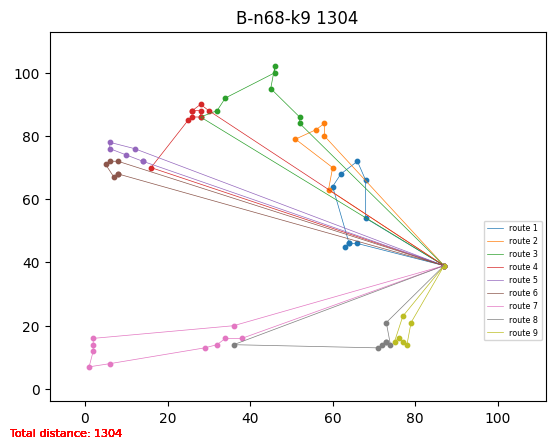 B-n68-k9 1304
100
80
60
40
20
0
0 20 40 60 80 100
route 1
route 2
route 3
route 4
route 5
route 6
route 7
route 8
route 9
Total distance: 1304